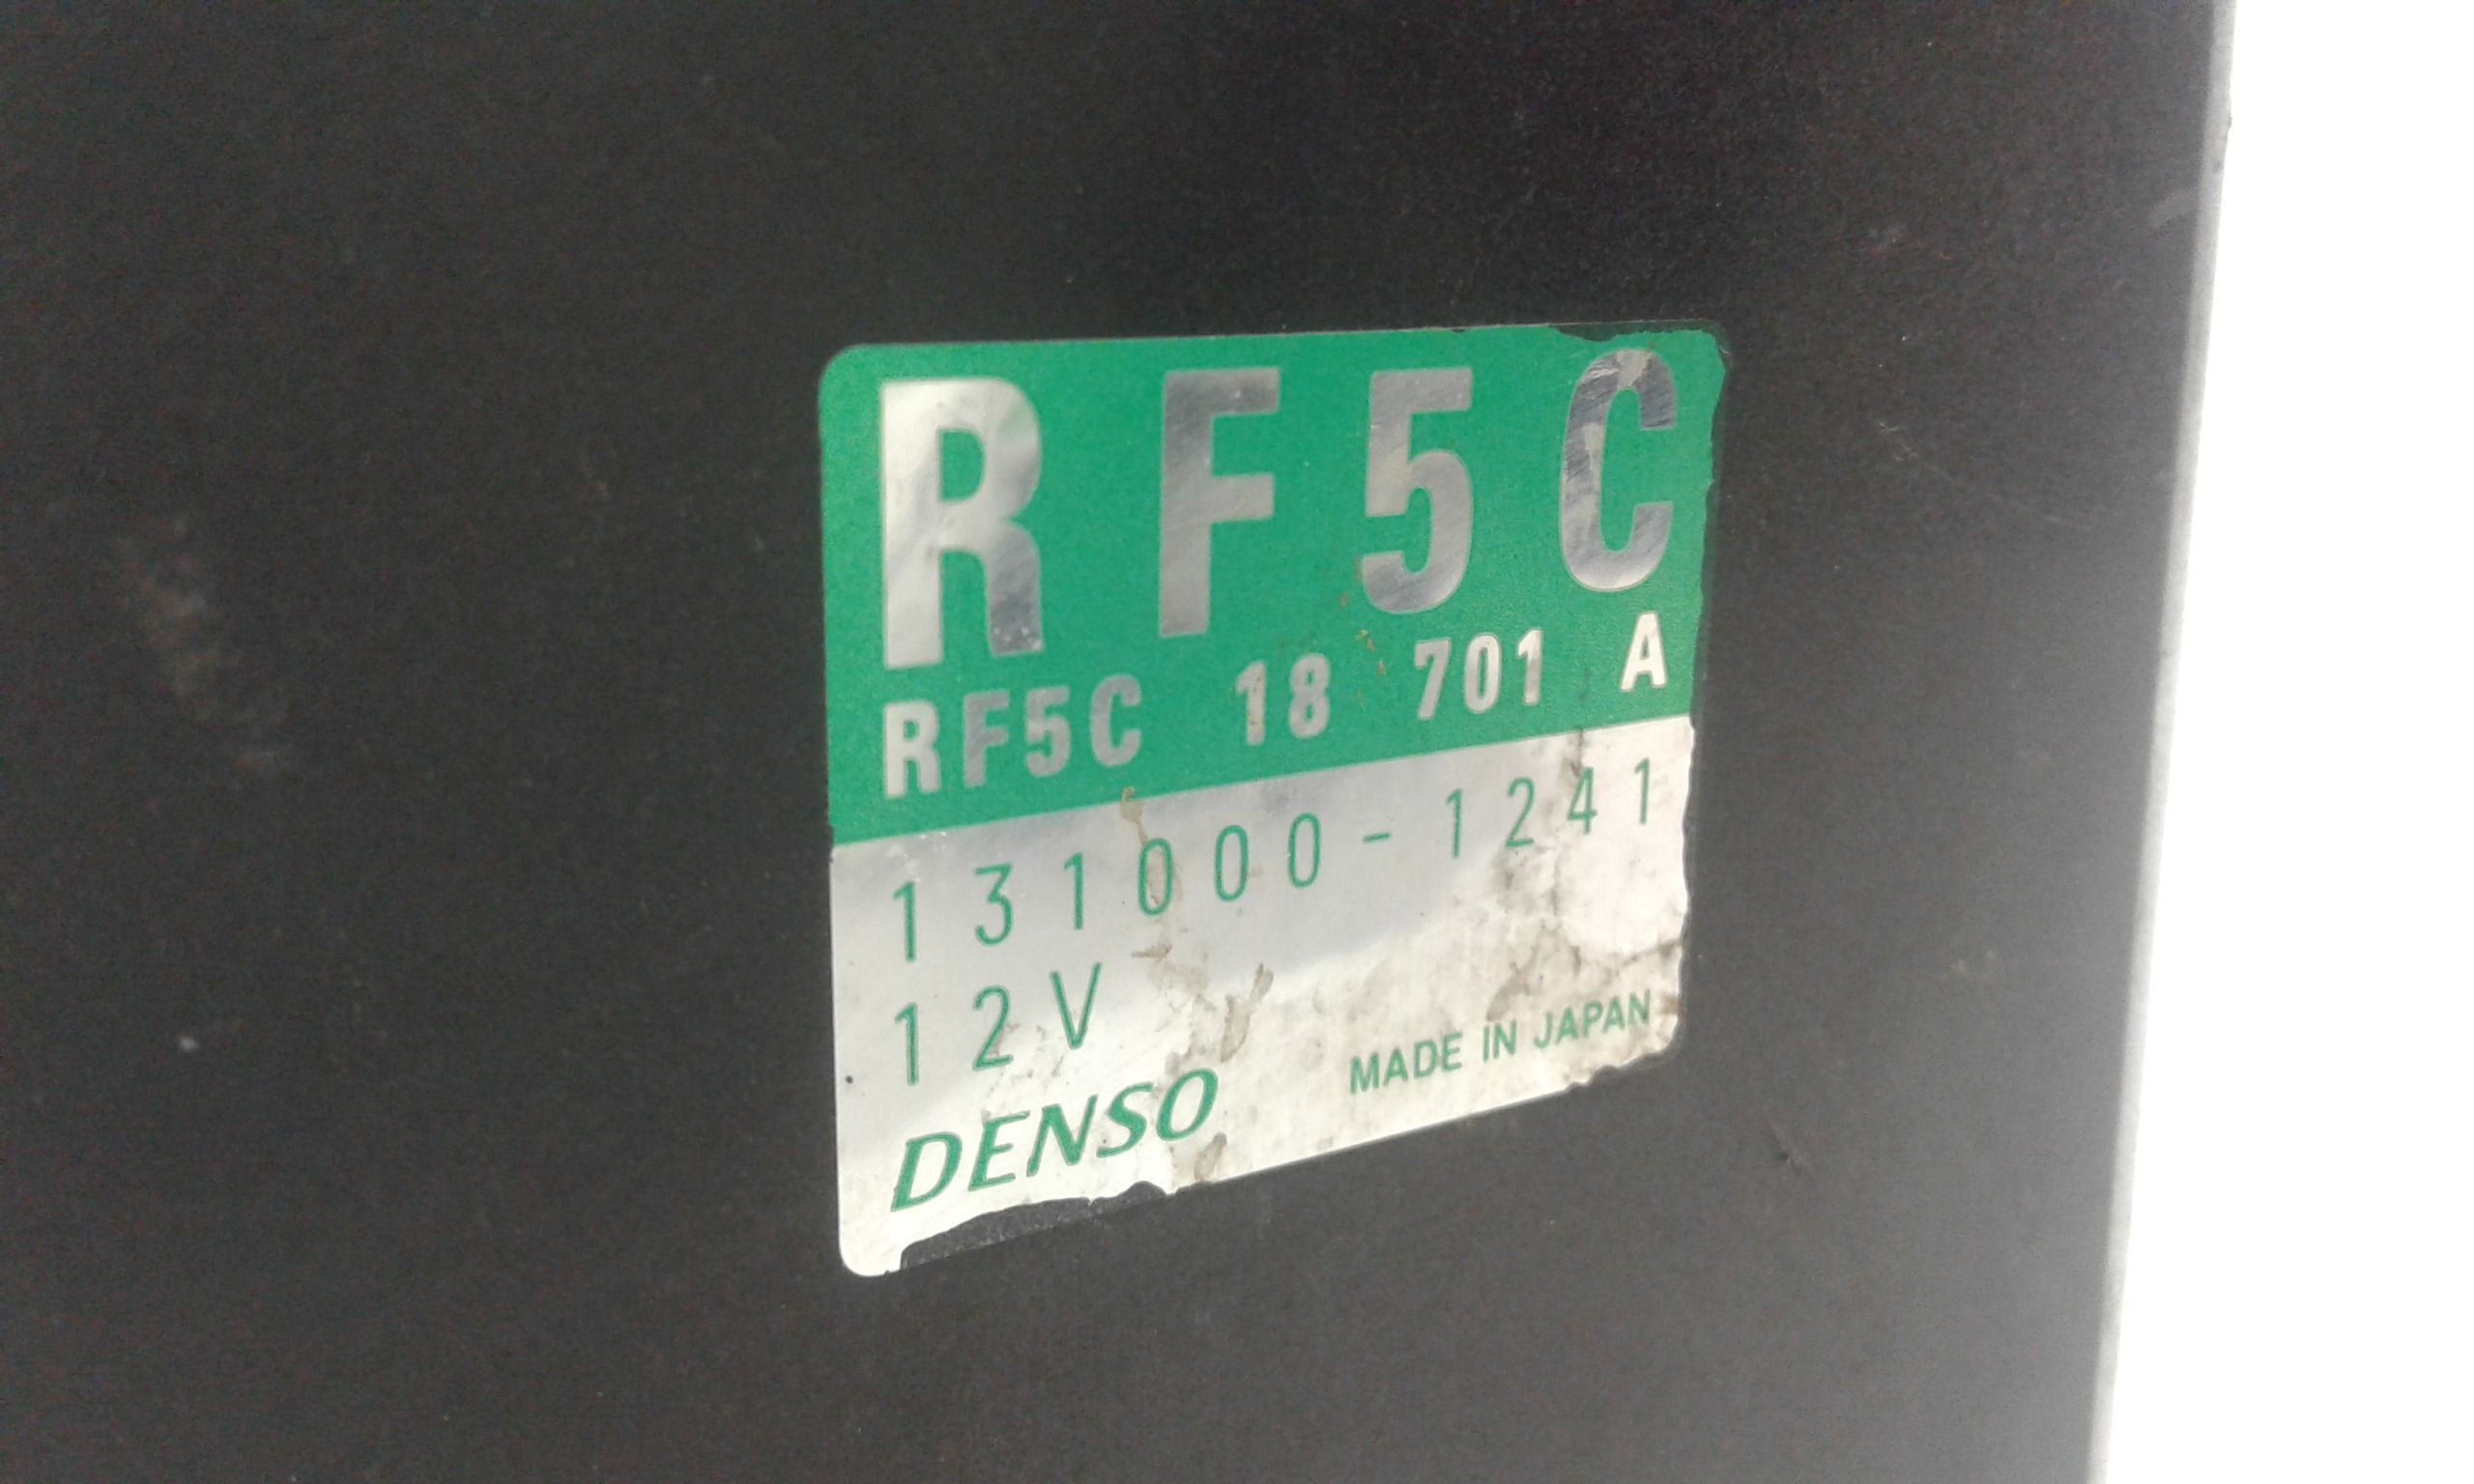 RF5C
RF5C 18 701 A
131000-1241
12V
DENSO
MADE IN JAPAN